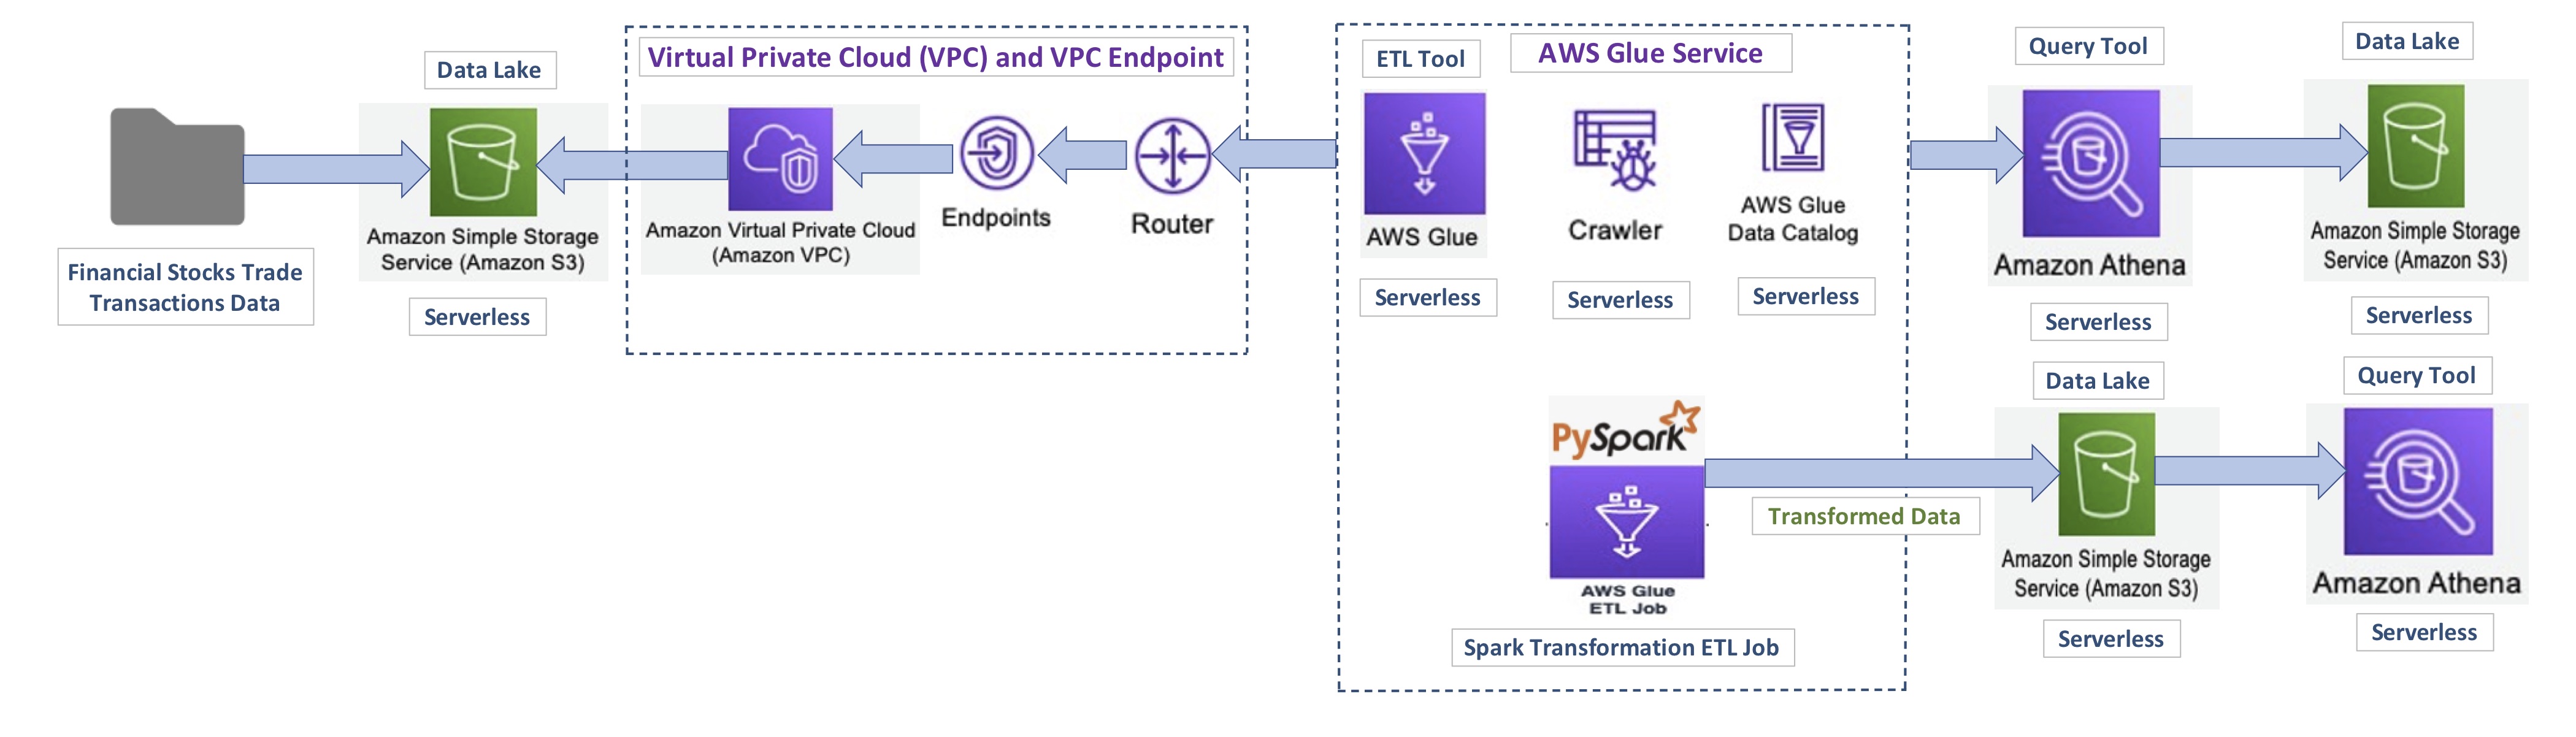 Data Lake
Amazon Simple Storage
Service (Amazon S3)
Serverless
Financial Stocks Trade
Transactions Data
Virtual Private Cloud (VPC) and VPC Endpoint
Amazon Virtual Private Cloud
(Amazon VPC)
Endpoints
Router
ETL Tool
AWS Glue Service
AWS Glue
Serverless
Crawler
Serverless
AWS Glue
Data Catalog
Serverless
PySpark
AWS Glue
ETL Job
Spark Transformation ETL Job
Transformed Data
Query Tool
Amazon Athena
Serverless
Data Lake
Amazon Simple Storage
Service (Amazon S3)
Serverless
Data Lake
Amazon Simple Storage
Service (Amazon S3)
Serverless
Query Tool
Amazon Athena
Serverless